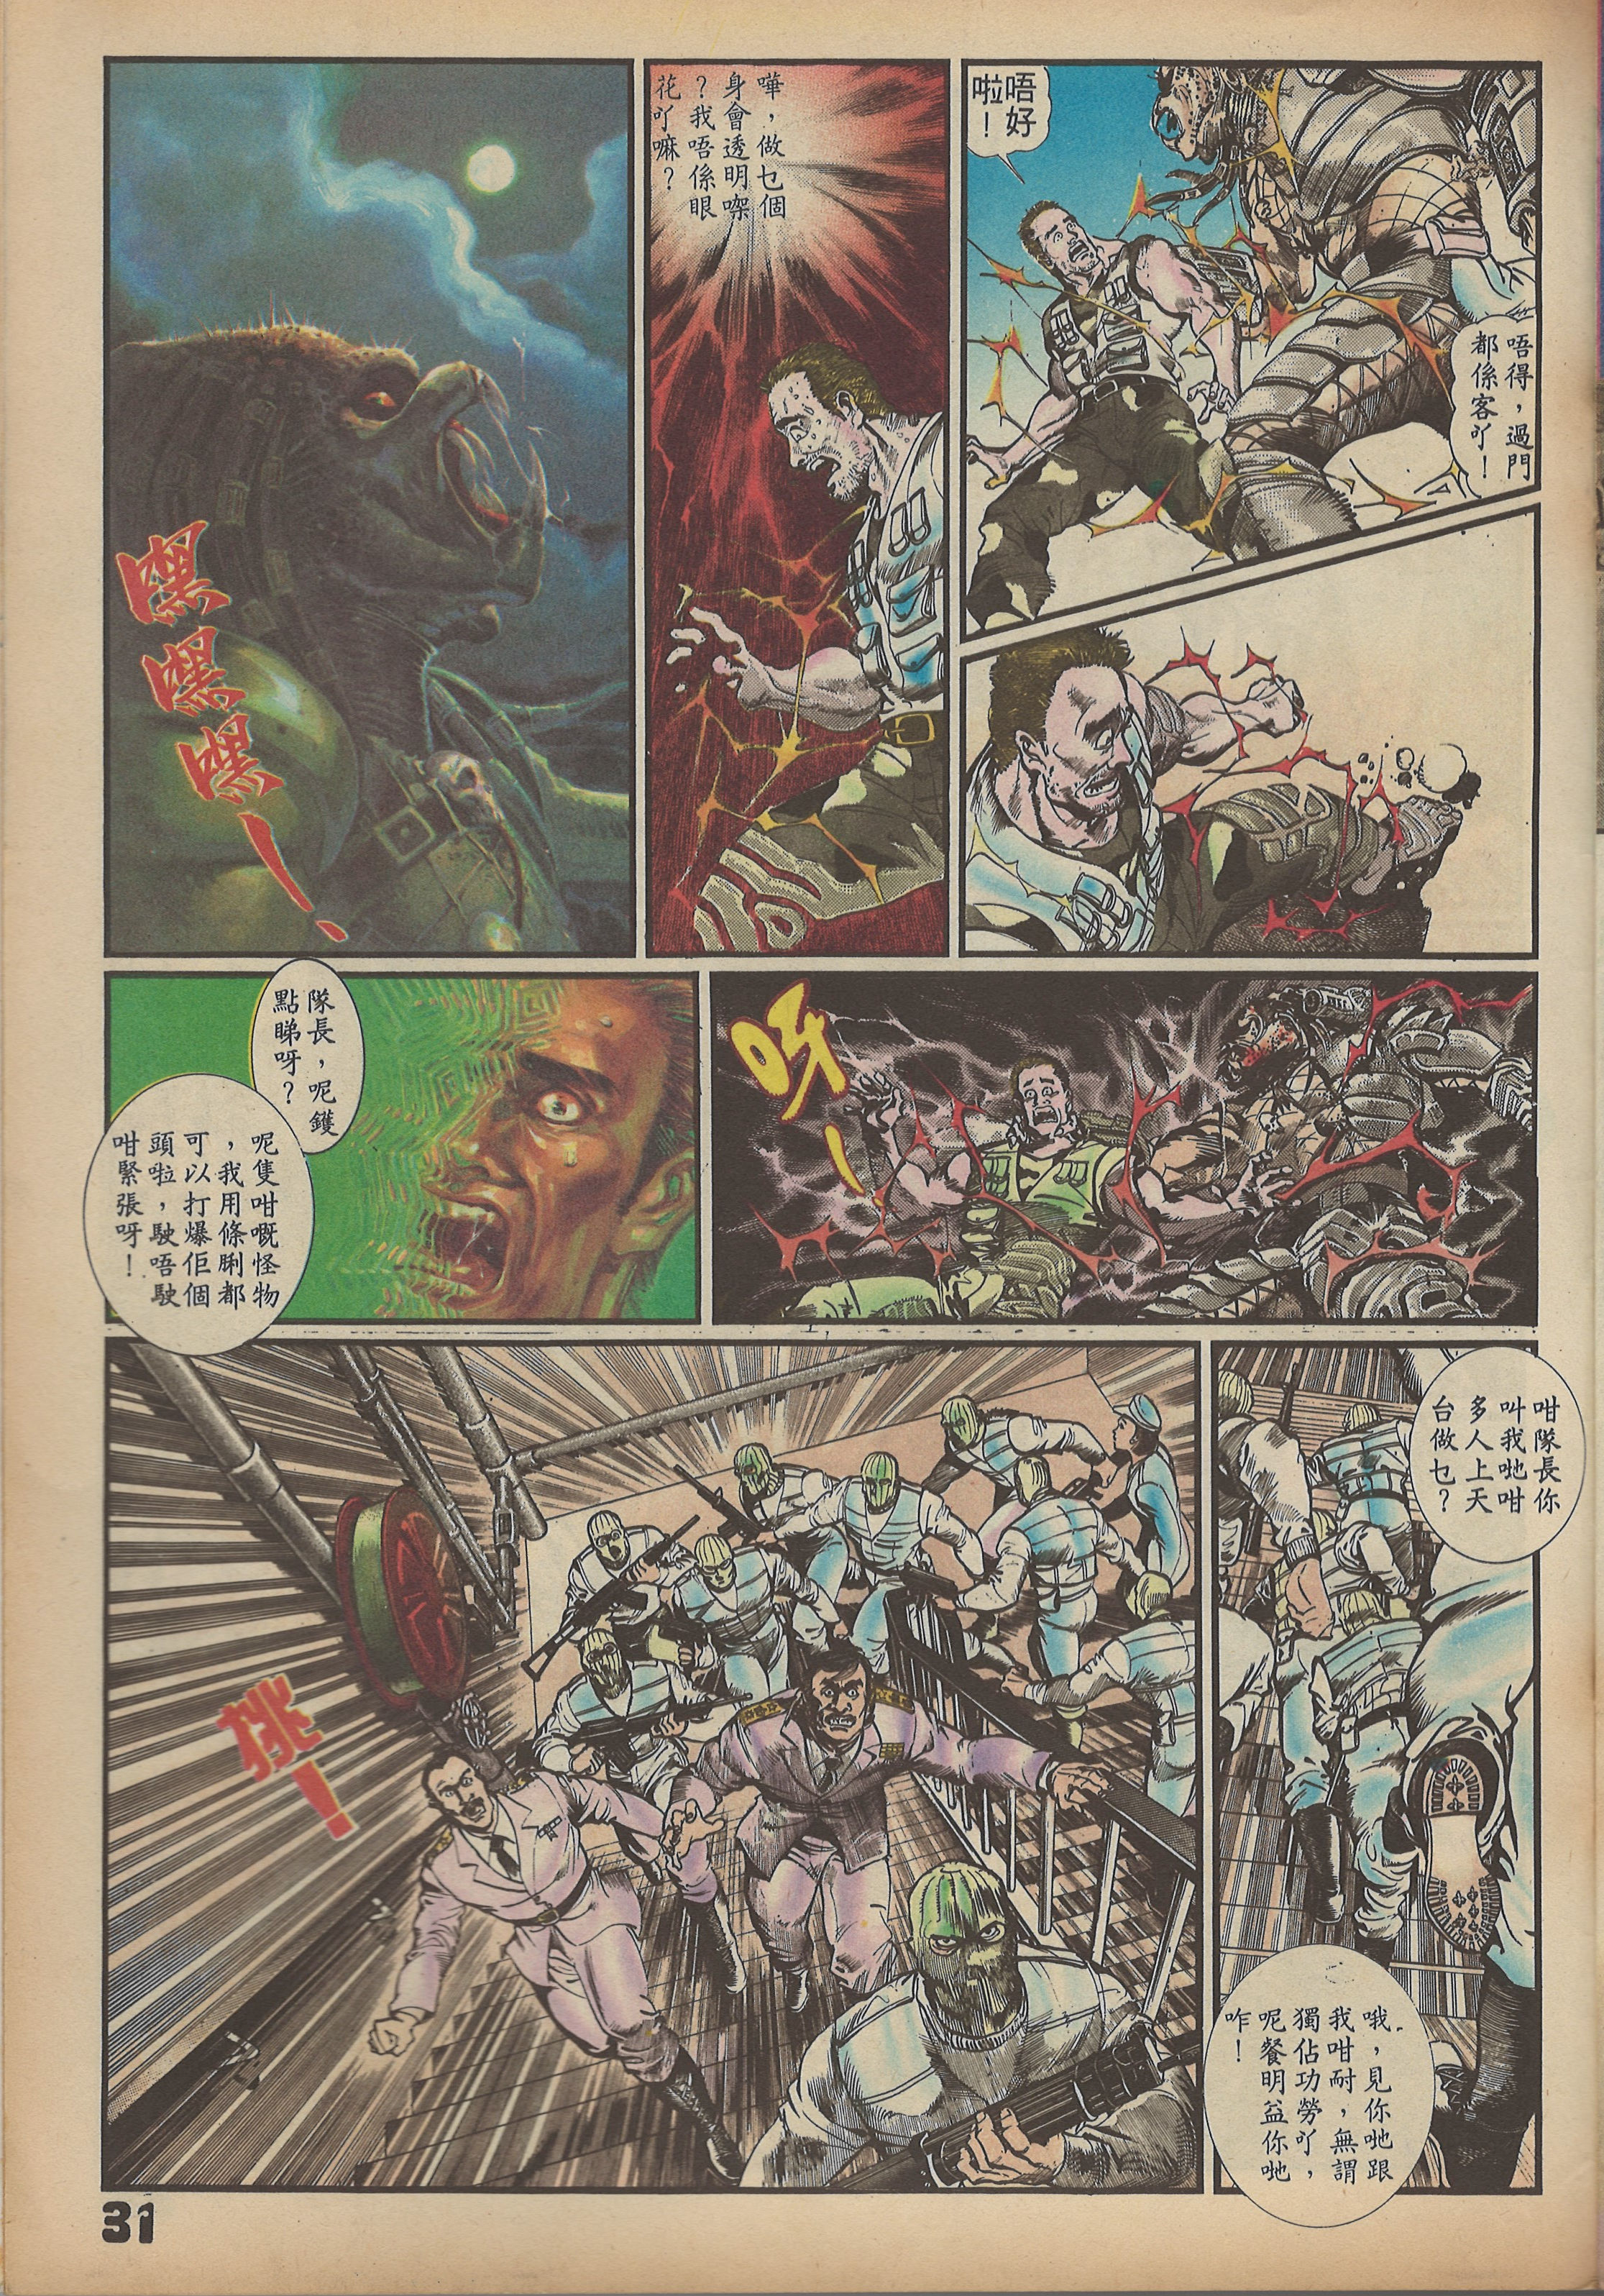 唔好
啦！
唔得，過門
都係客吖！
嘩，做乜個
身會透明㗎
？我唔係眼
花吖嘛？
嘿嘿嘿！
吖！
隊長，呢鑊
點睇呀？
呢隻咁嘅怪物
，我用條脷都
可以打爆佢個
頭啦，駛唔駛
咁緊張呀！
咁隊長你
叫我哋咁
多人上天
台做乜？
哦，見你哋跟
我咁耐，無謂
獨佔功勞吖，
呢餐明益你哋
咋！
挑！
31